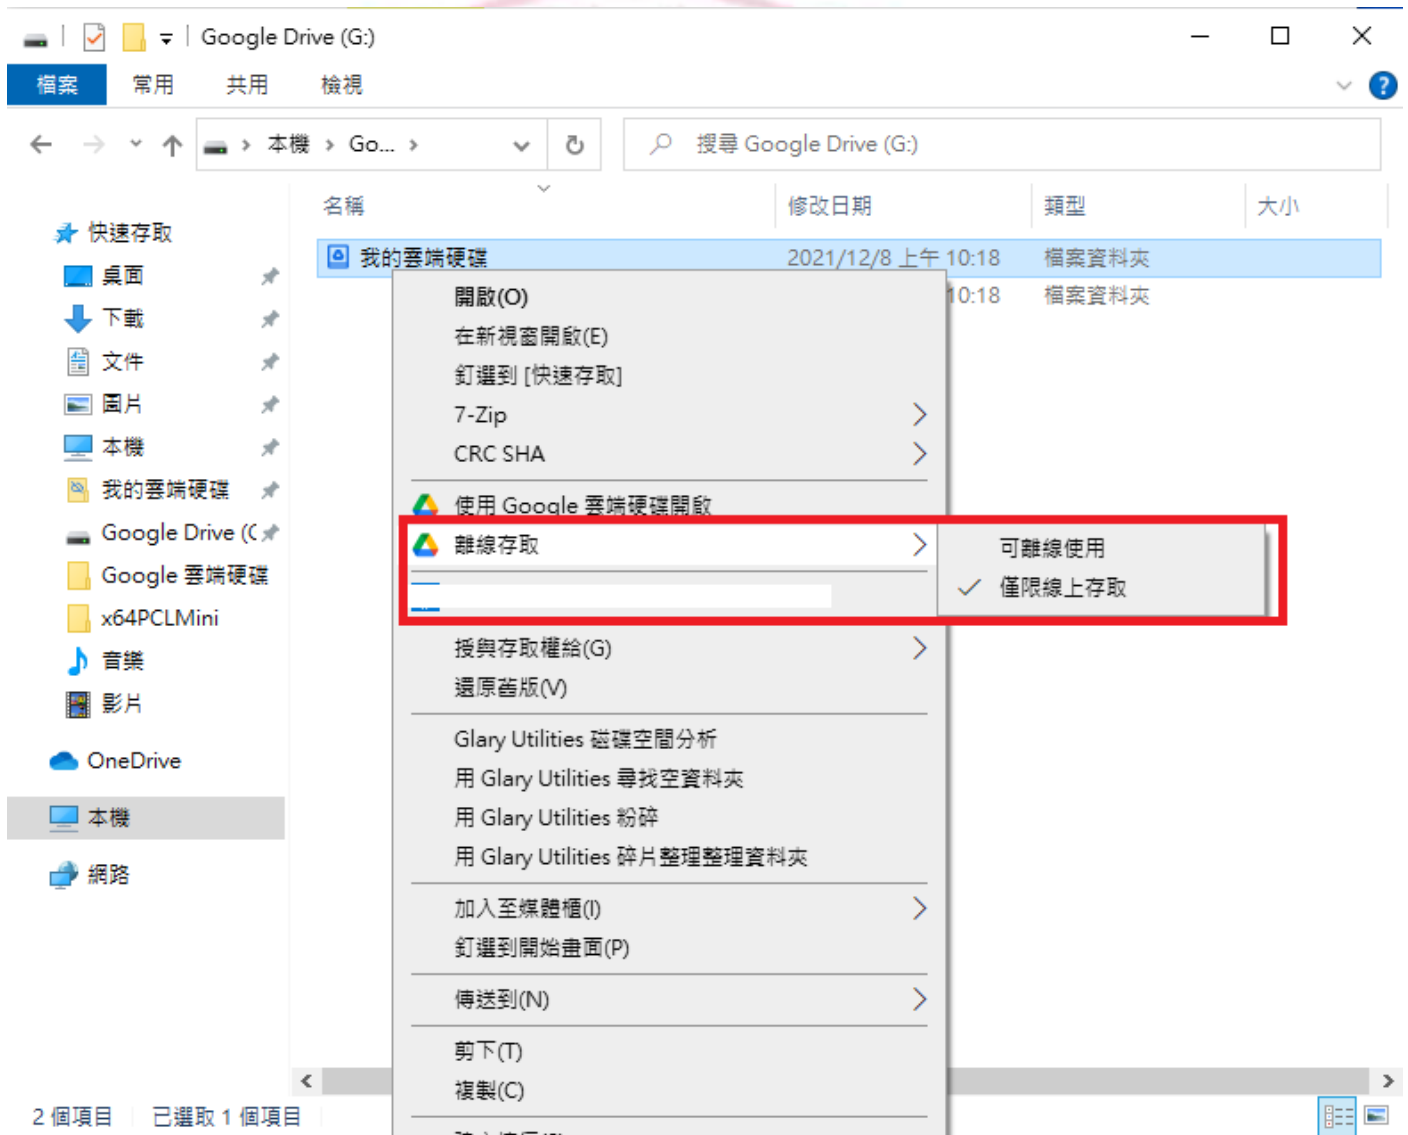 Google Drive (G:)
檔案 常用 共用 檢視
本機 Go... 搜尋 Google Drive (G:)
名稱 修改日期 類型 大小
快速存取
桌面
下載
文件
圖片
本機
我的雲端硬碟
Google Drive (
Google 雲端硬碟
x64PCLMini
音樂
影片
OneDrive
本機
網路
我的雲端硬碟 2021/12/8 上午 10:18 檔案資料夾
10:18 檔案資料夾
開啟(O)
在新視窗開啟(E)
釘選到 [快速存取]
7-Zip
CRC SHA
使用 Google 雲端硬碟開啟
離線存取
可離線使用
僅限線上存取
授與存取權給(G)
還原舊版(V)
Glary Utilities 磁碟空間分析
用 Glary Utilities 尋找空資料夾
用 Glary Utilities 粉碎
用 Glary Utilities 碎片整理整理資料夾
加入至媒體櫃(I)
釘選到開始畫面(P)
傳送到(N)
剪下(T)
複製(C)
2 個項目 已選取 1 個項目